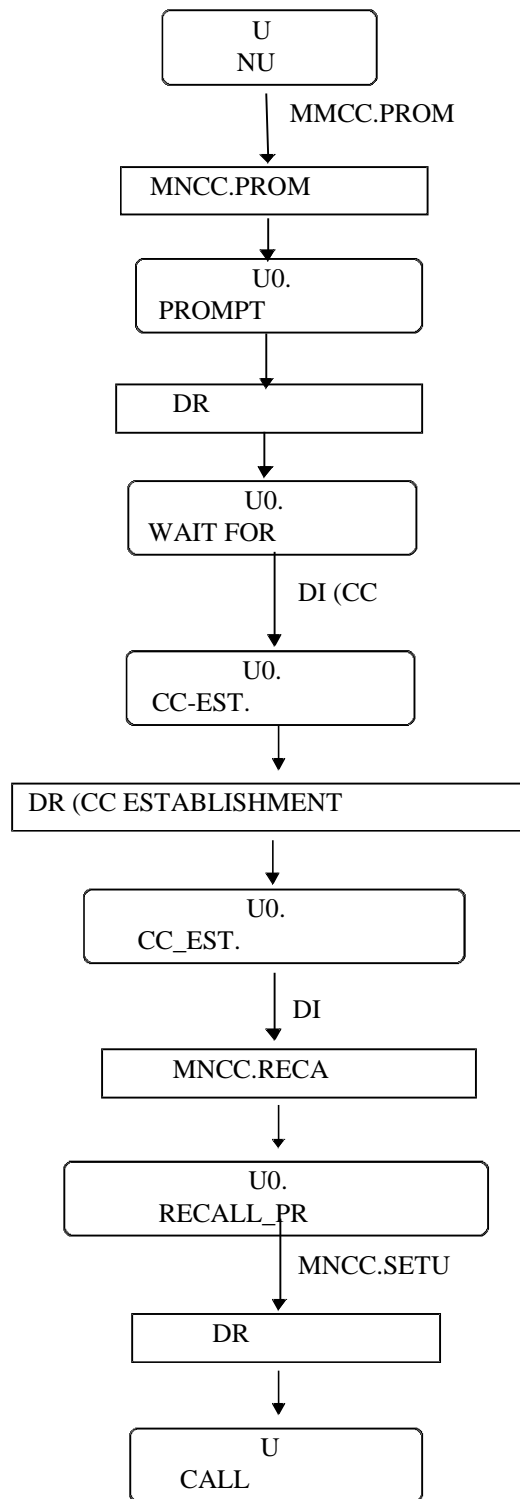 U
NU
MMCC.PROM
MNCC.PROM
U0.
PROMPT
DR
U0.
WAIT FOR
DI (CC
U0.
CC-EST.
DR (CC ESTABLISHMENT
U0.
CC_EST.
DI
MNCC.RECA
U0.
RECALL_PR
MNCC.SETU
DR
U
CALL